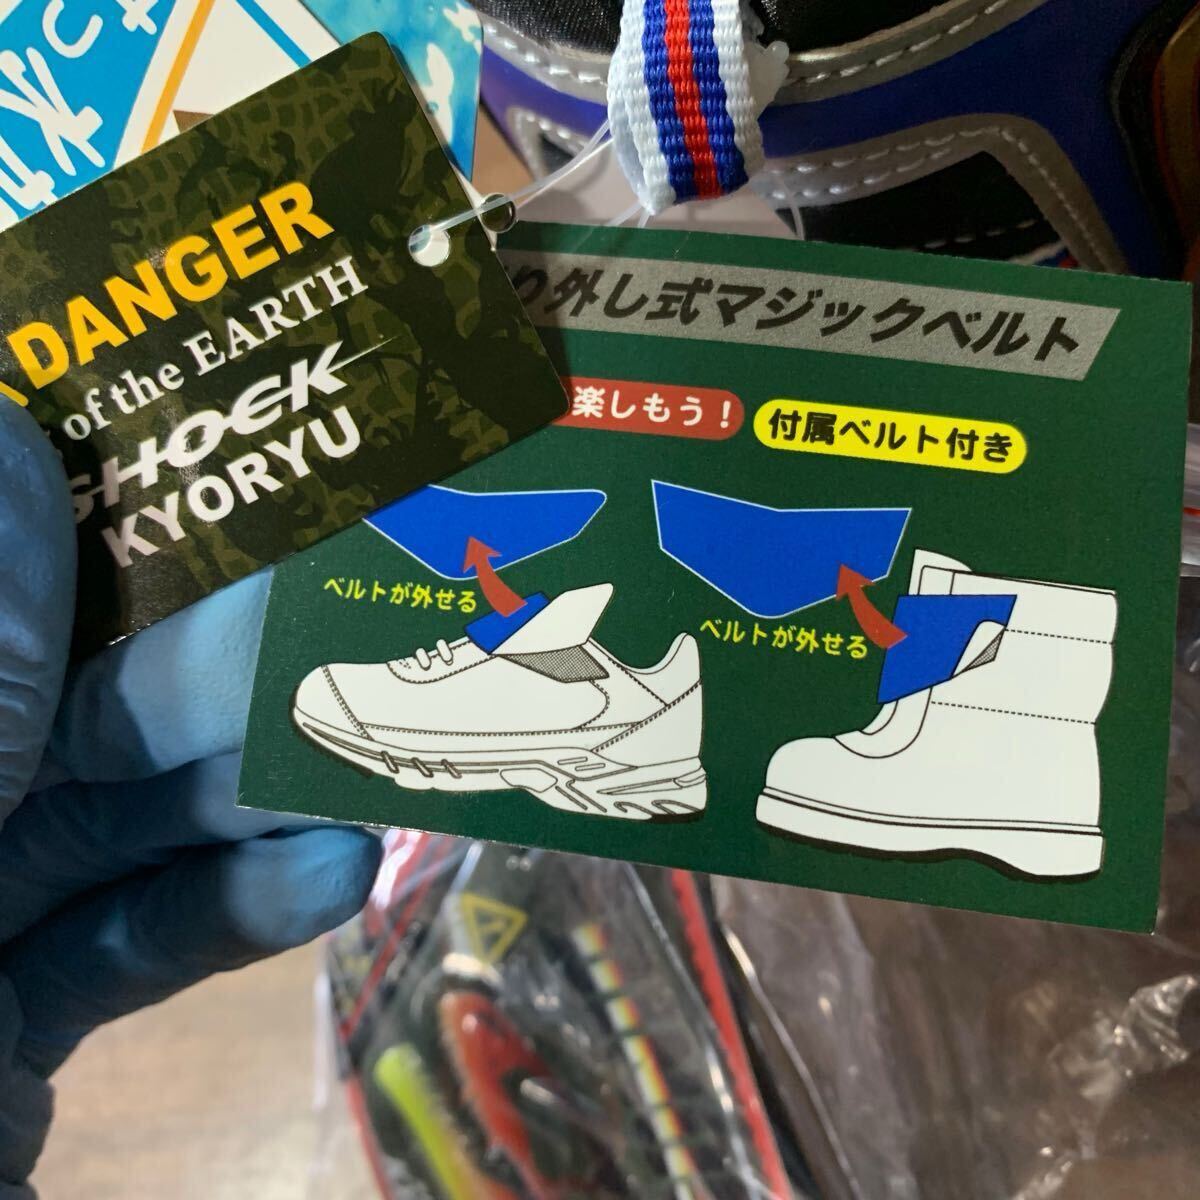 DANGER
of the EARTH
SHOCK
KYORYU
り外し式マジックベルト
楽しもう！
付属ベルト付き
ベルトが外せる
ベルトが外せる